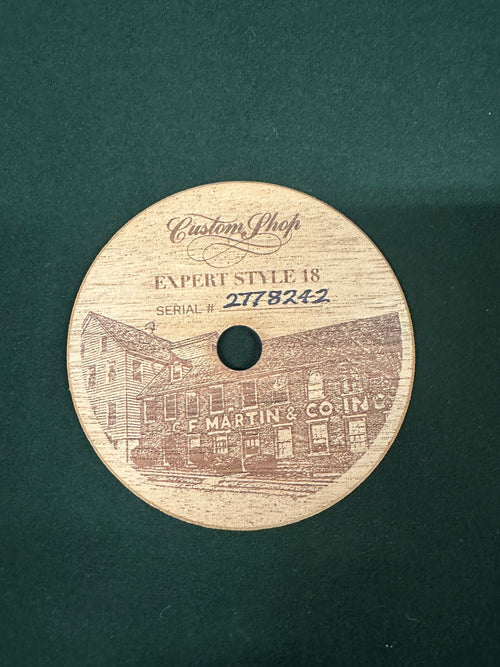 Custom Shop
EXPERT STYLE 18
SERIAL # 2778242
C.F. MARTIN & CO. INC.